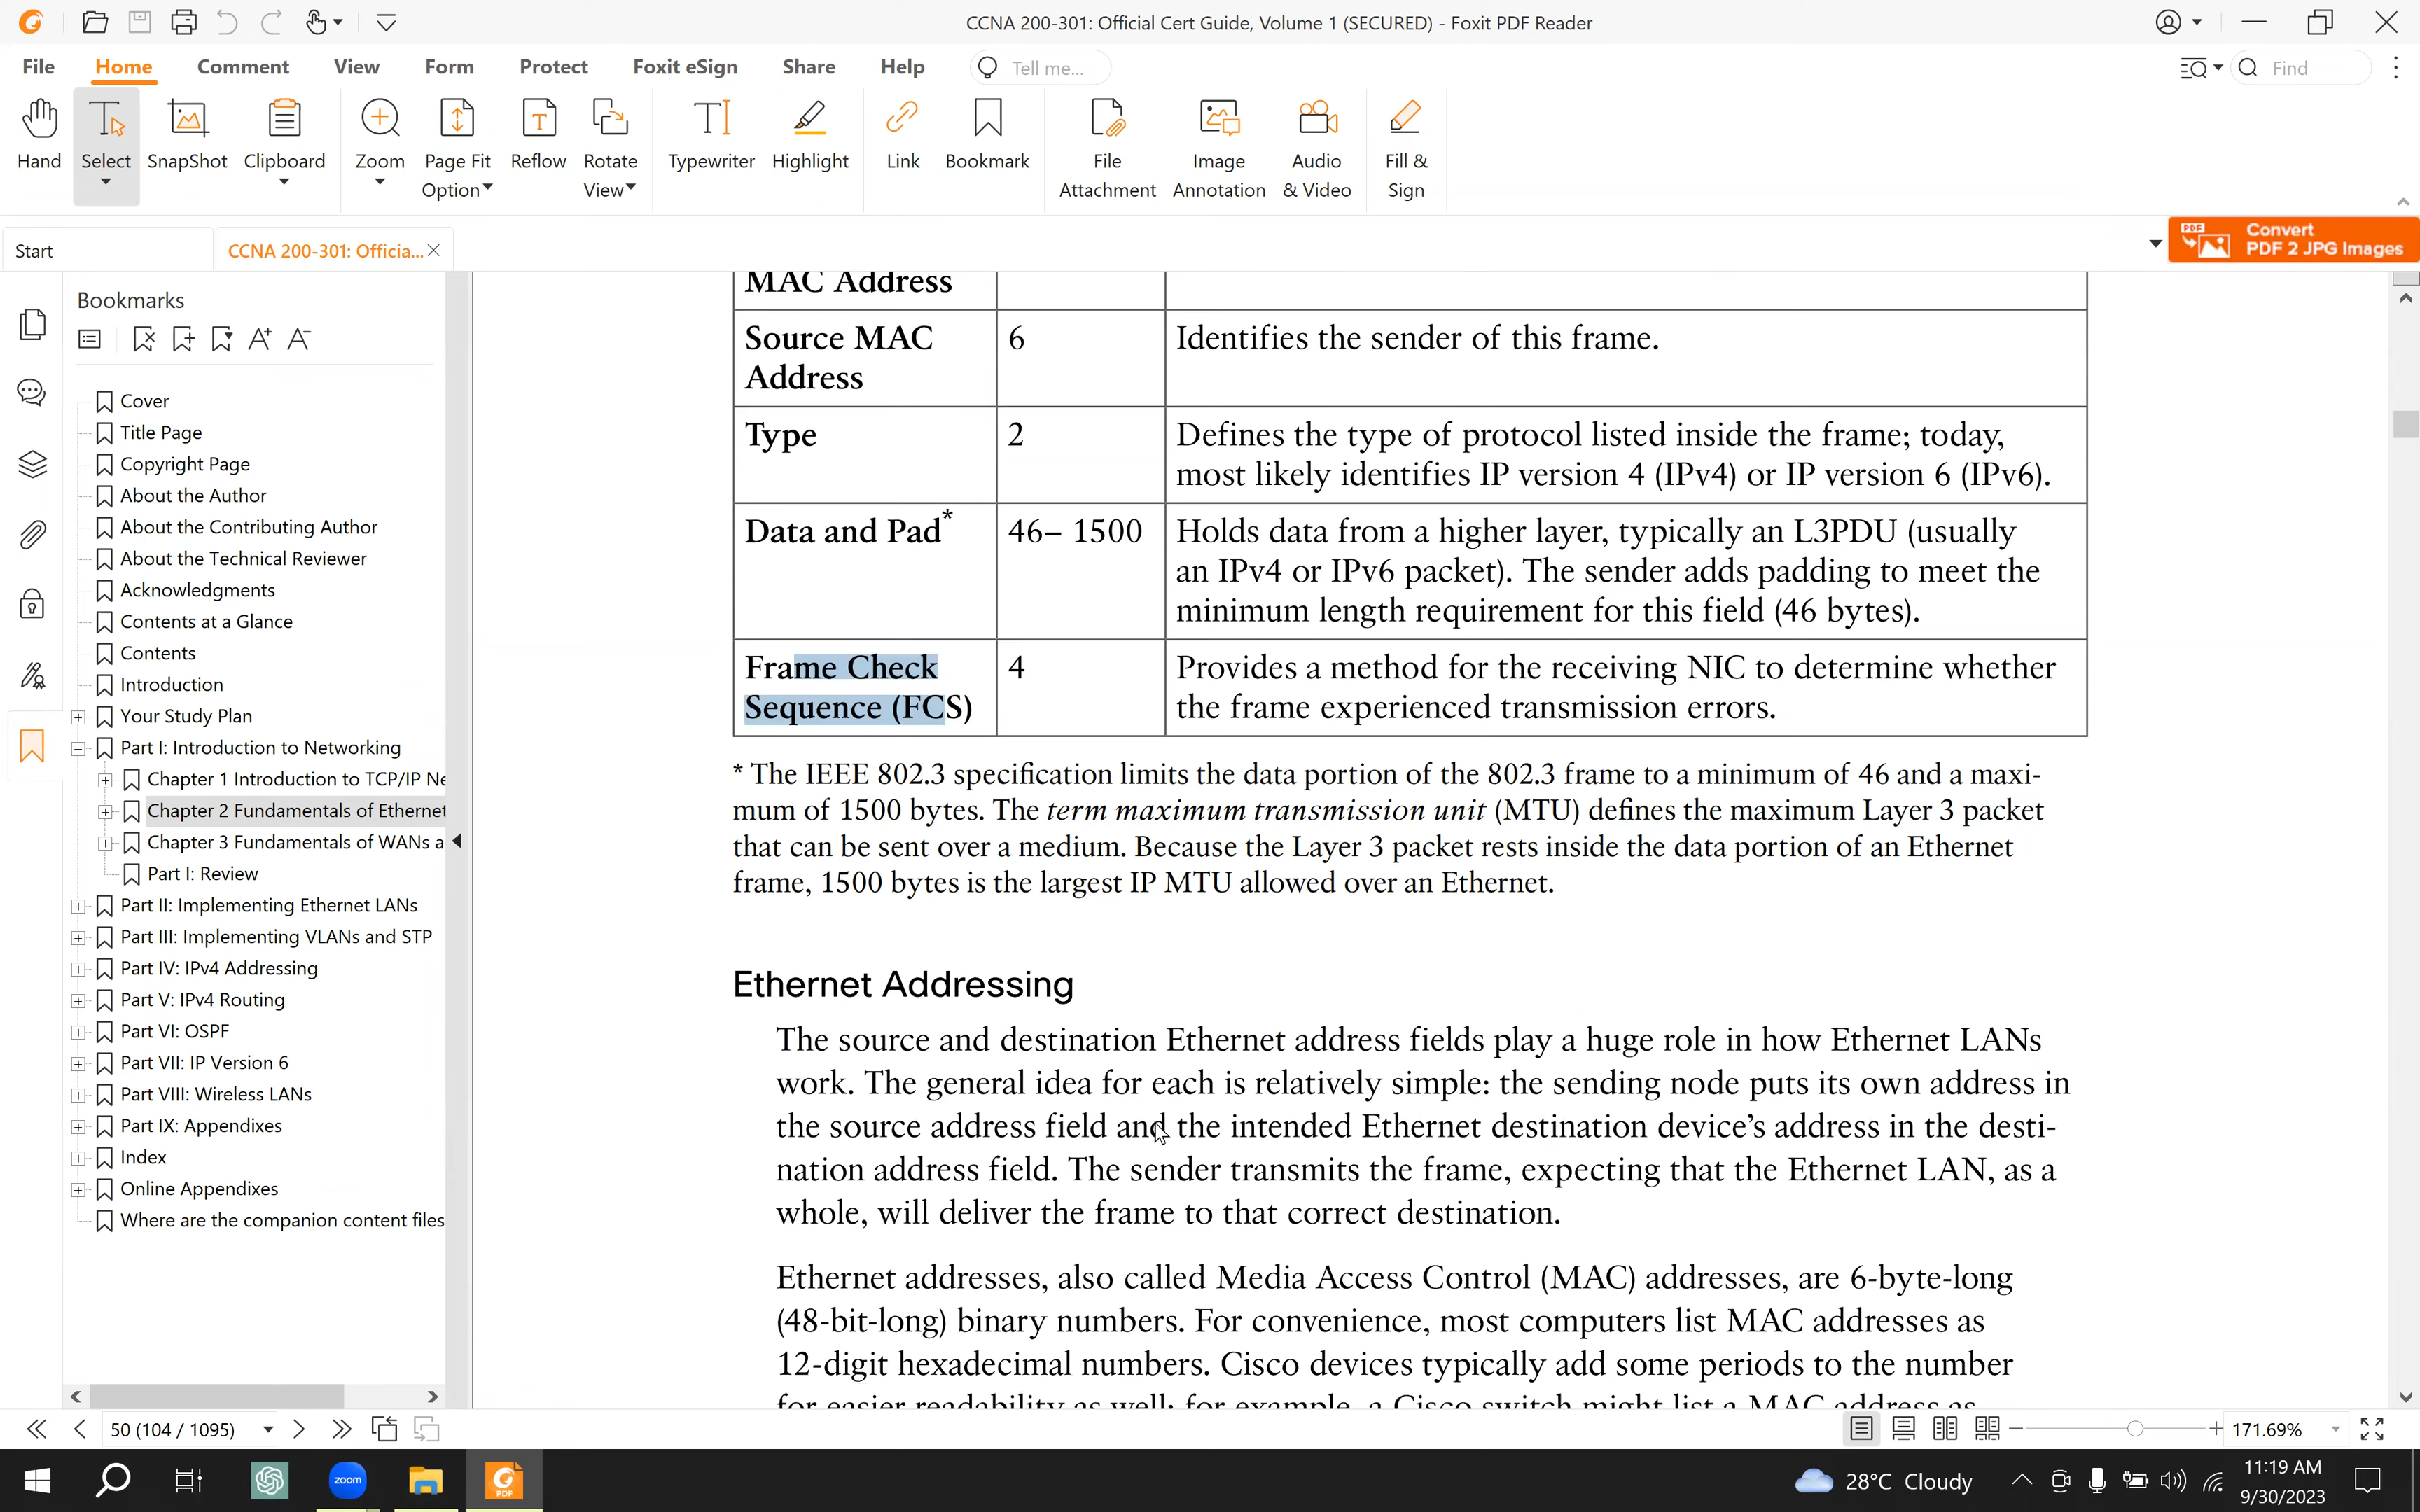 CCNA 200-301: Official Cert Guide, Volume 1 (SECURED) - Foxit PDF Reader
File Home Comment View Form Protect Foxit eSign Share Help Tell me... Find
Hand Select SnapShot Clipboard Zoom Page Fit Option Reflow Rotate View Typewriter Highlight Link Bookmark File Attachment Image Annotation Audio & Video Fill & Sign
Start CCNA 200-301: Officia...
PDF Convert
PDF 2 JPG Images
Bookmarks
Cover
Title Page
Copyright Page
About the Author
About the Contributing Author
About the Technical Reviewer
Acknowledgments
Contents at a Glance
Contents
Introduction
Your Study Plan
Part I: Introduction to Networking
Chapter 1 Introduction to TCP/IP Ne
Chapter 2 Fundamentals of Ethernet
Chapter 3 Fundamentals of WANs a
Part I: Review
Part II: Implementing Ethernet LANs
Part III: Implementing VLANs and STP
Part IV: IPv4 Addressing
Part V: IPv4 Routing
Part VI: OSPF
Part VII: IP Version 6
Part VIII: Wireless LANs
Part IX: Appendixes
Index
Online Appendixes
Where are the companion content files
MAC Address
Source MAC 6 Identifies the sender of this frame.
Address
Type 2 Defines the type of protocol listed inside the frame; today,
most likely identifies IP version 4 (IPv4) or IP version 6 (IPv6).
Data and Pad* 46– 1500 Holds data from a higher layer, typically an L3PDU (usually
an IPv4 or IPv6 packet). The sender adds padding to meet the
minimum length requirement for this field (46 bytes).
Frame Check 4 Provides a method for the receiving NIC to determine whether
Sequence (FCS) the frame experienced transmission errors.
* The IEEE 802.3 specification limits the data portion of the 802.3 frame to a minimum of 46 and a maxi-
mum of 1500 bytes. The term maximum transmission unit (MTU) defines the maximum Layer 3 packet
that can be sent over a medium. Because the Layer 3 packet rests inside the data portion of an Ethernet
frame, 1500 bytes is the largest IP MTU allowed over an Ethernet.
Ethernet Addressing
The source and destination Ethernet address fields play a huge role in how Ethernet LANs
work. The general idea for each is relatively simple: the sending node puts its own address in
the source address field and the intended Ethernet destination device's address in the desti-
nation address field. The sender transmits the frame, expecting that the Ethernet LAN, as a
whole, will deliver the frame to that correct destination.
Ethernet addresses, also called Media Access Control (MAC) addresses, are 6-byte-long
(48-bit-long) binary numbers. For convenience, most computers list MAC addresses as
12-digit hexadecimal numbers. Cisco devices typically add some periods to the number
for easier readability as well; for example, a Cisco switch might list a MAC address as
50 (104 / 1095) 171.69%
zoom PDF 28°C Cloudy 11:19 AM
9/30/2023